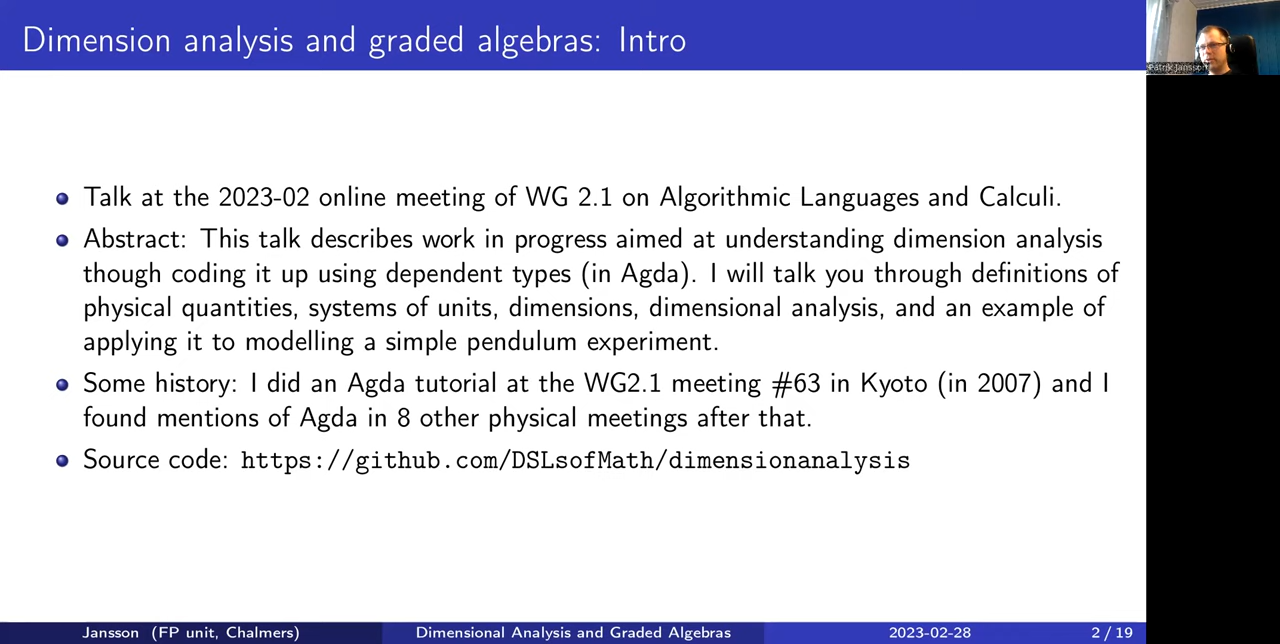 Dimension analysis and graded algebras: Intro
Patrik Jansson
Talk at the 2023-02 online meeting of WG 2.1 on Algorithmic Languages and Calculi.
Abstract: This talk describes work in progress aimed at understanding dimension analysis
though coding it up using dependent types (in Agda). I will talk you through definitions of
physical quantities, systems of units, dimensions, dimensional analysis, and an example of
applying it to modelling a simple pendulum experiment.
Some history: I did an Agda tutorial at the WG2.1 meeting #63 in Kyoto (in 2007) and I
found mentions of Agda in 8 other physical meetings after that.
Source code: https://github.com/DSLsofMath/dimensionanalysis
Jansson (FP unit, Chalmers)
Dimensional Analysis and Graded Algebras
2023-02-28
2 / 19